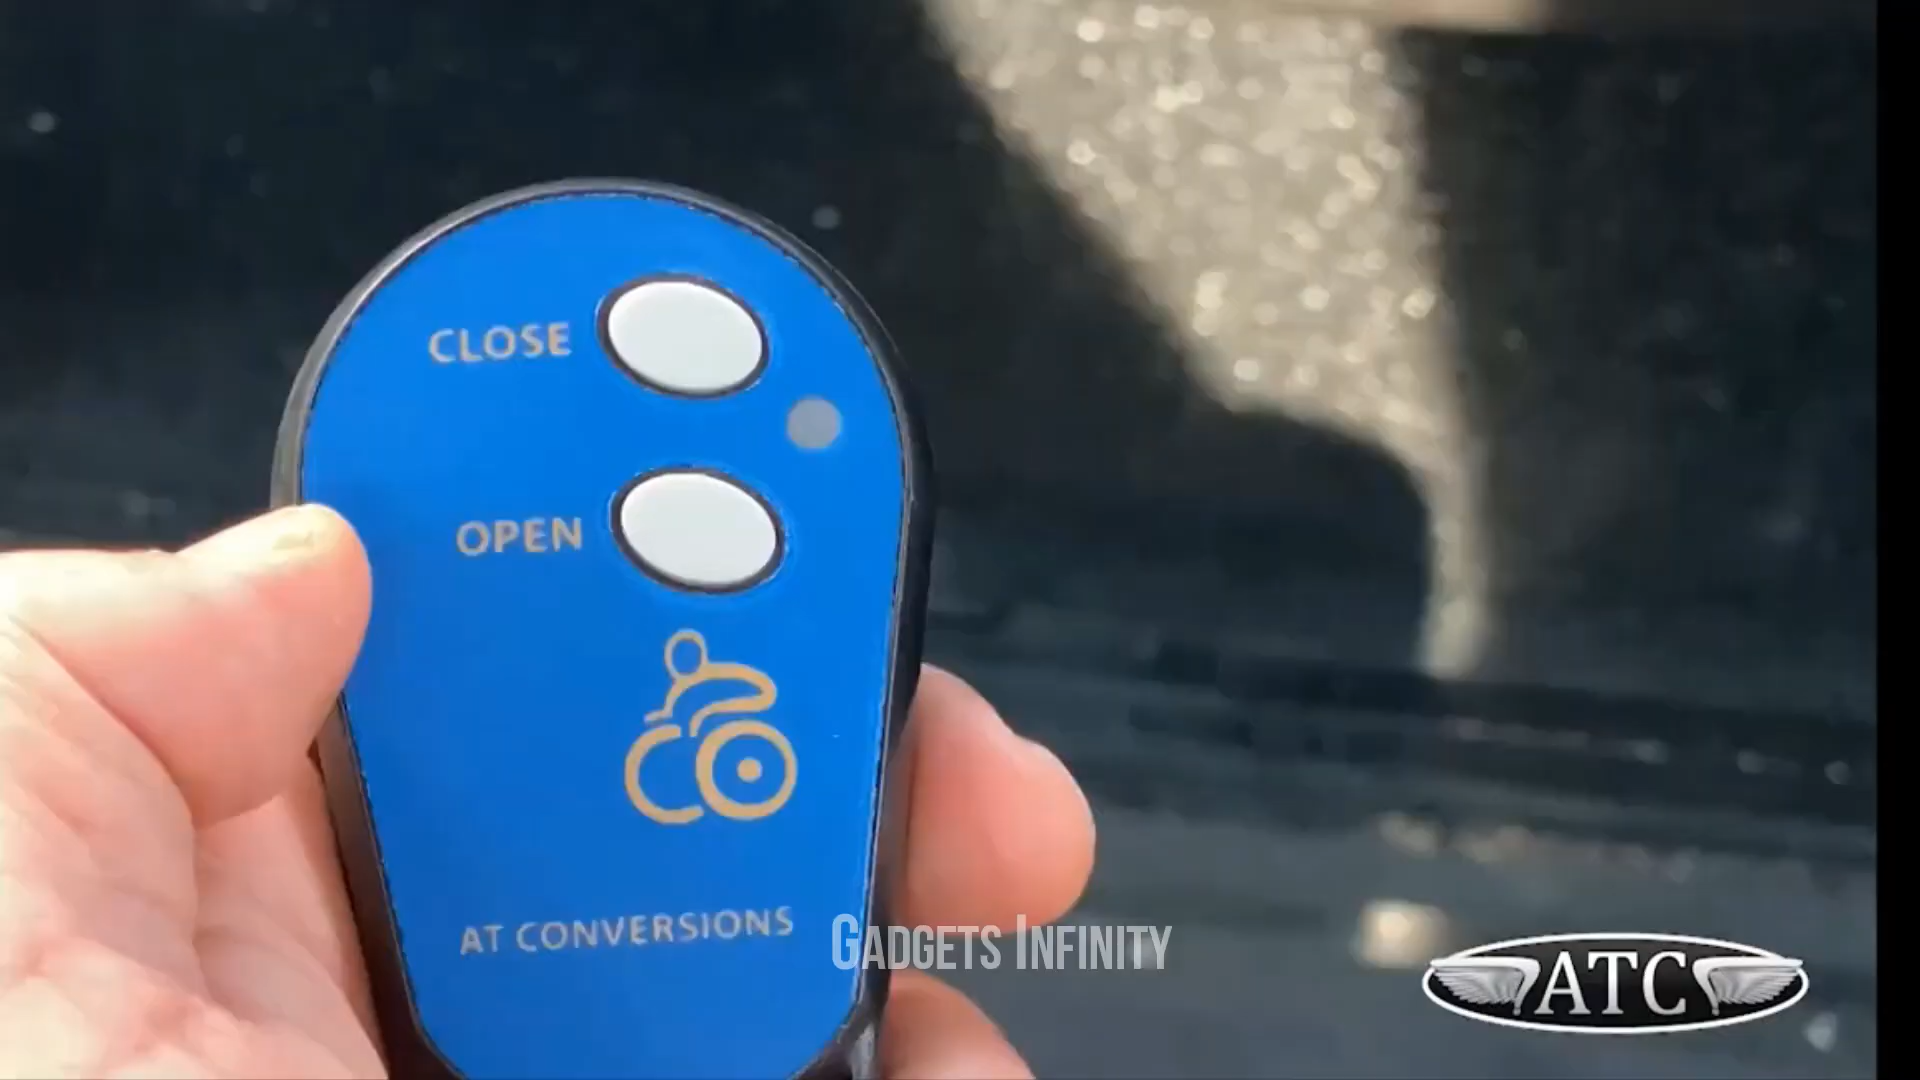 CLOSE
OPEN
AT CONVERSIONS
GADGETS INFINITY
ATC